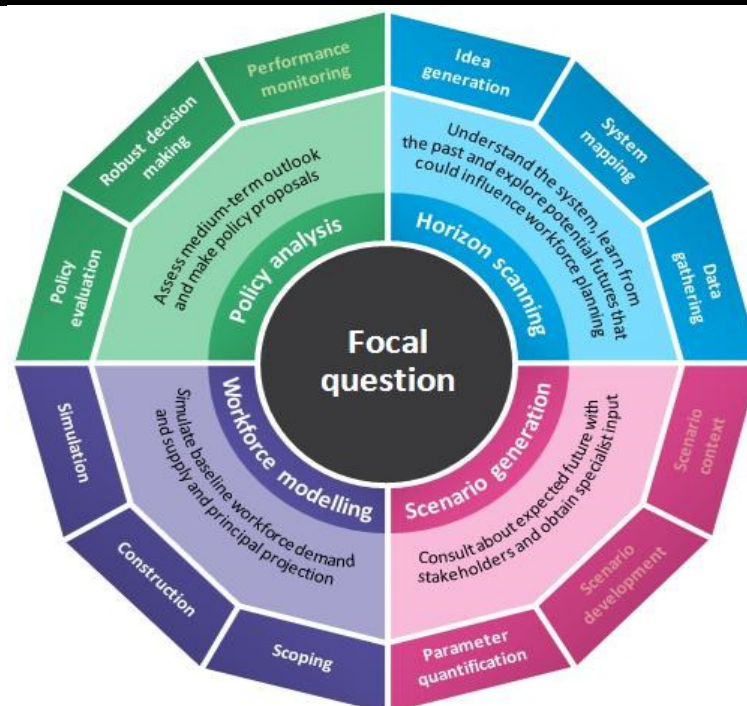 Focal
question
Horizon scanning
Understand the system, learn from
the past and explore potential futures that
could influence workforce planning
Idea
generation
System
mapping
Data
gathering
Scenario generation
Consult about expected future with
stakeholders and obtain specialist input
Scenario
context
Scenario
development
Parameter
quantification
Workforce modelling
Simulate baseline workforce demand
and supply and principal projection
Scoping
Construction
Simulation
Policy analysis
Assess medium-term outlook
and make policy proposals
Policy
evaluation
Robust decision
making
Performance
monitoring